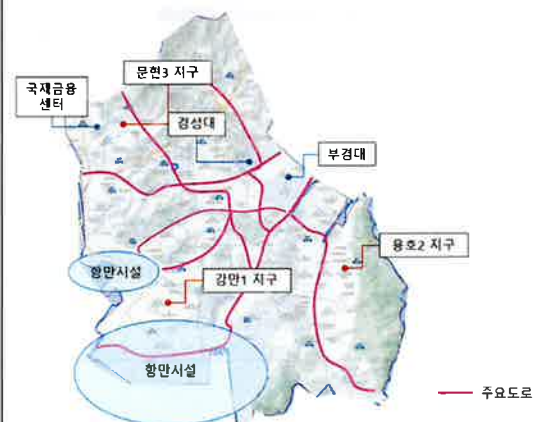 문현3 지구
국제금융
센터
경성대
부경대
용호2 지구
항만시설
감만1 지구
항만시설
주요도로